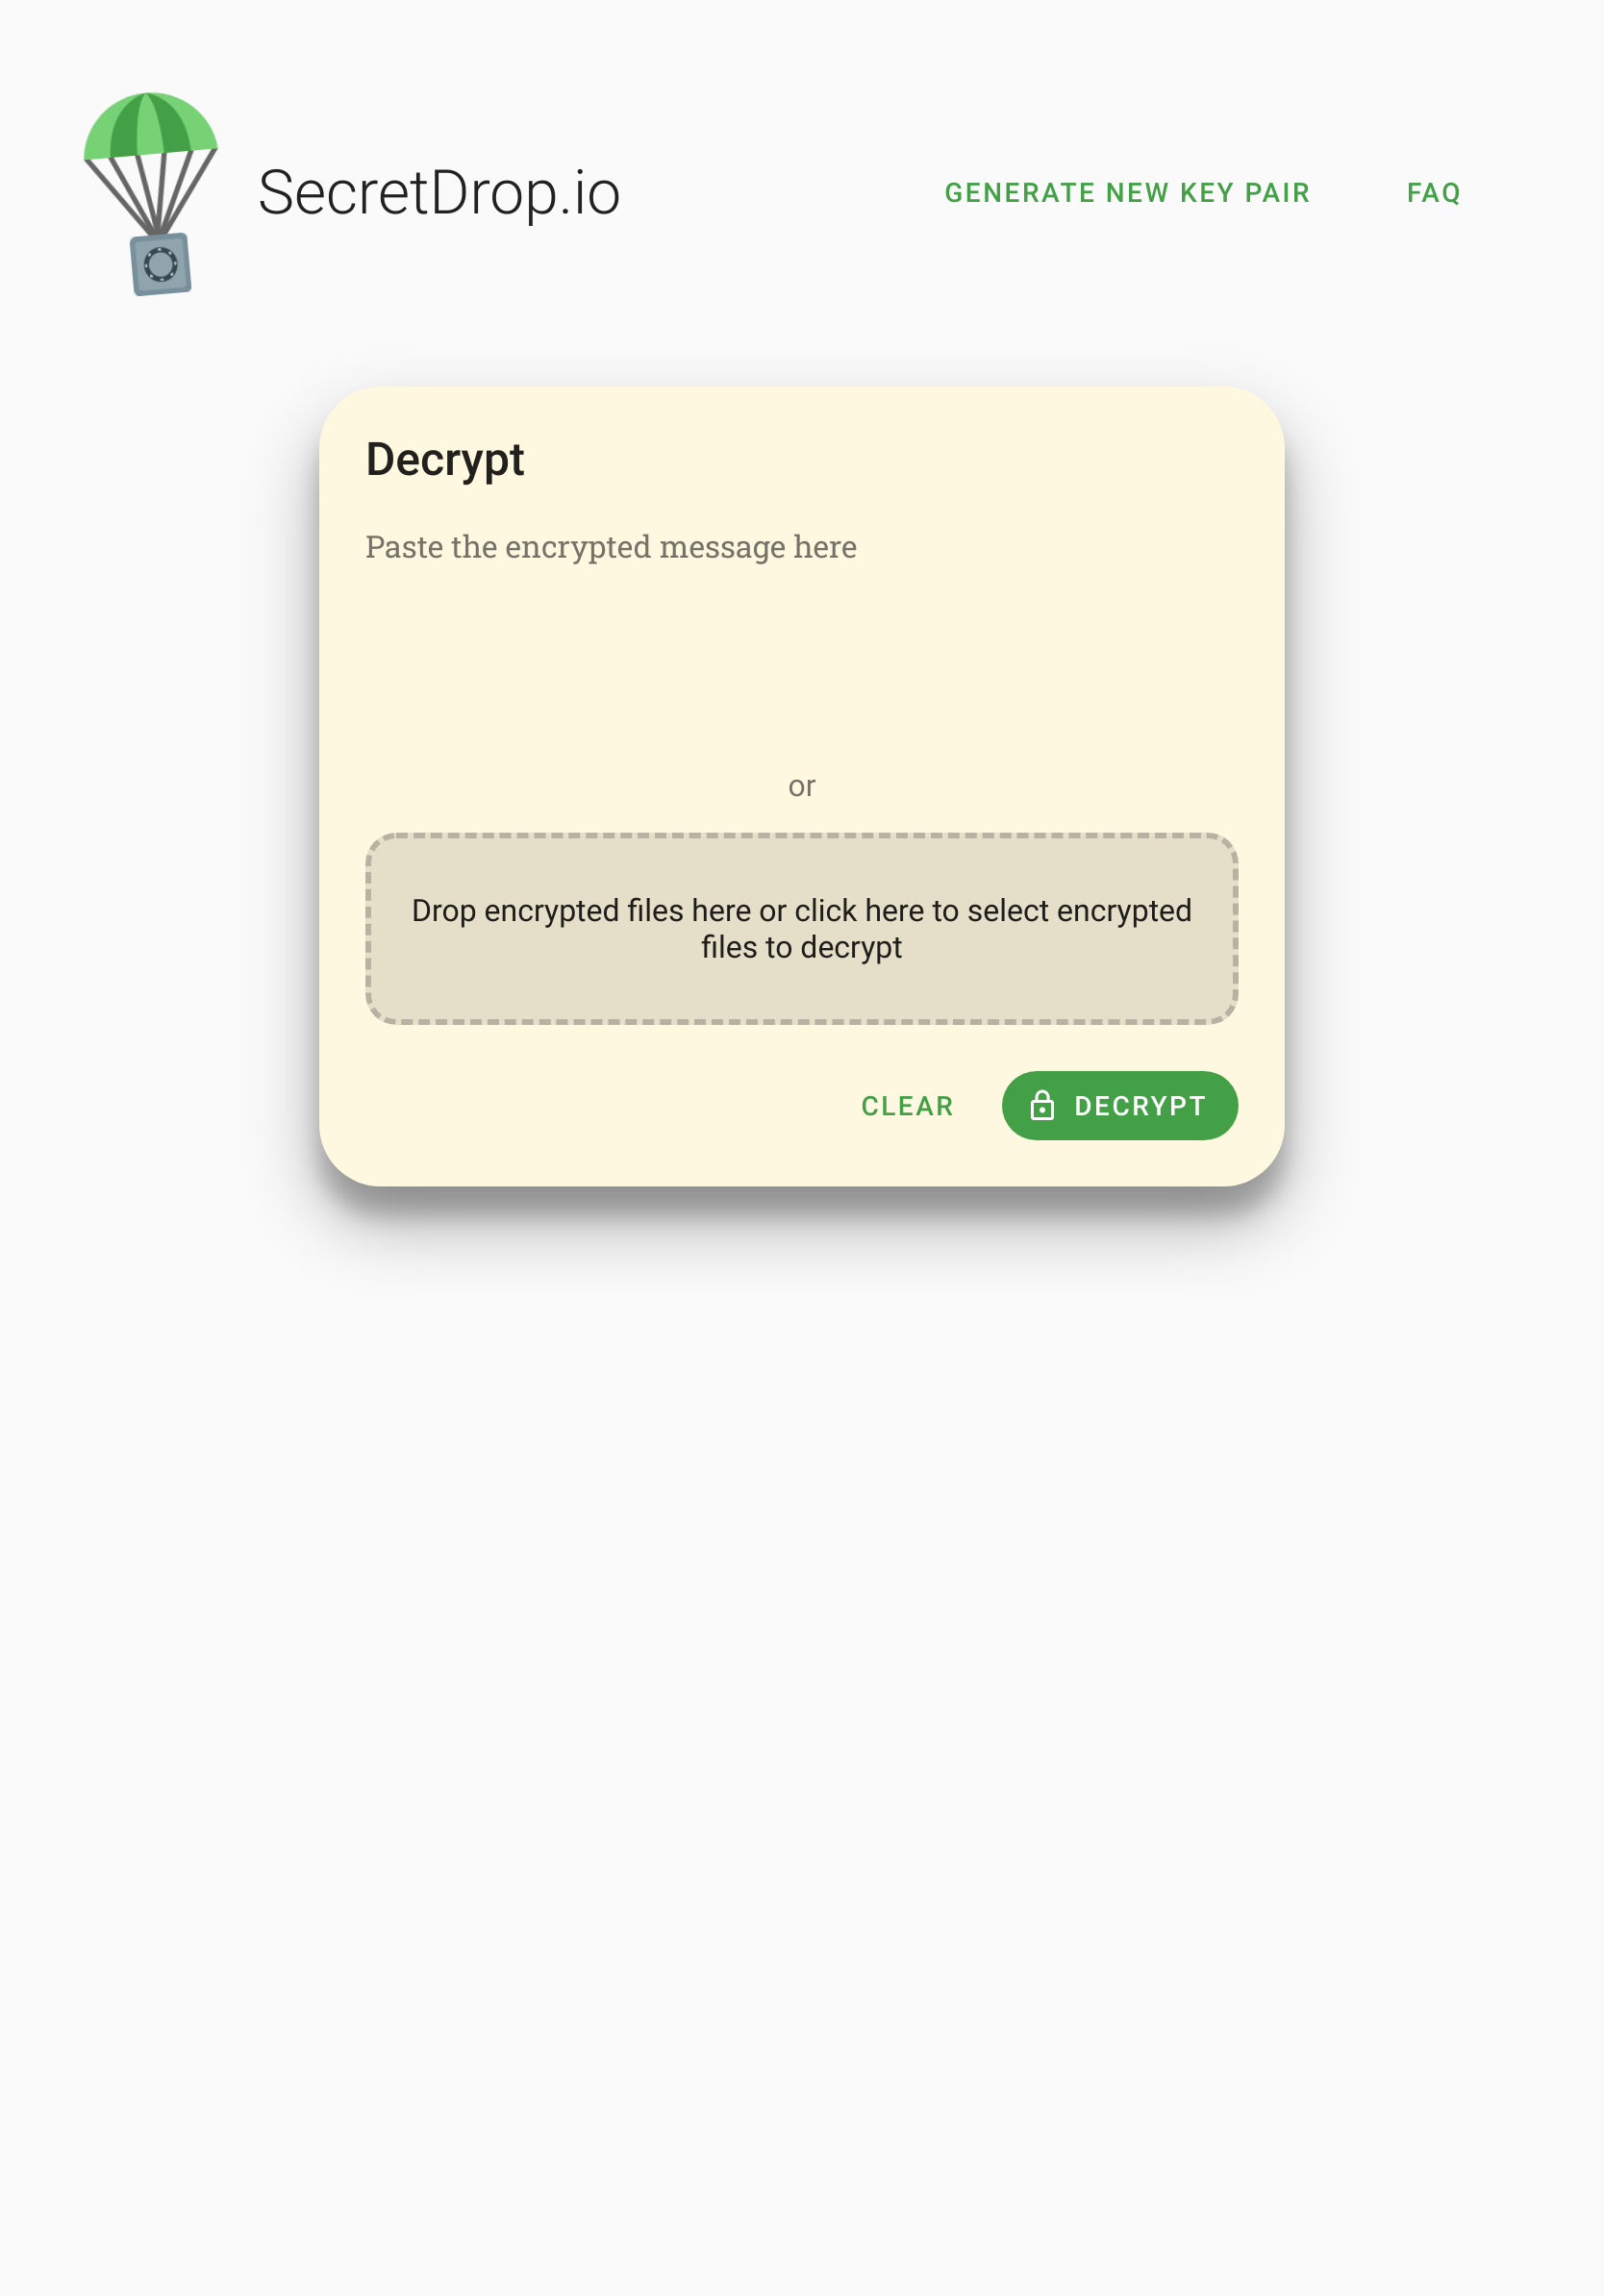 SecretDrop.io
GENERATE NEW KEY PAIR
FAQ
Decrypt
Paste the encrypted message here
or
Drop encrypted files here or click here to select encrypted
files to decrypt
CLEAR
DECRYPT